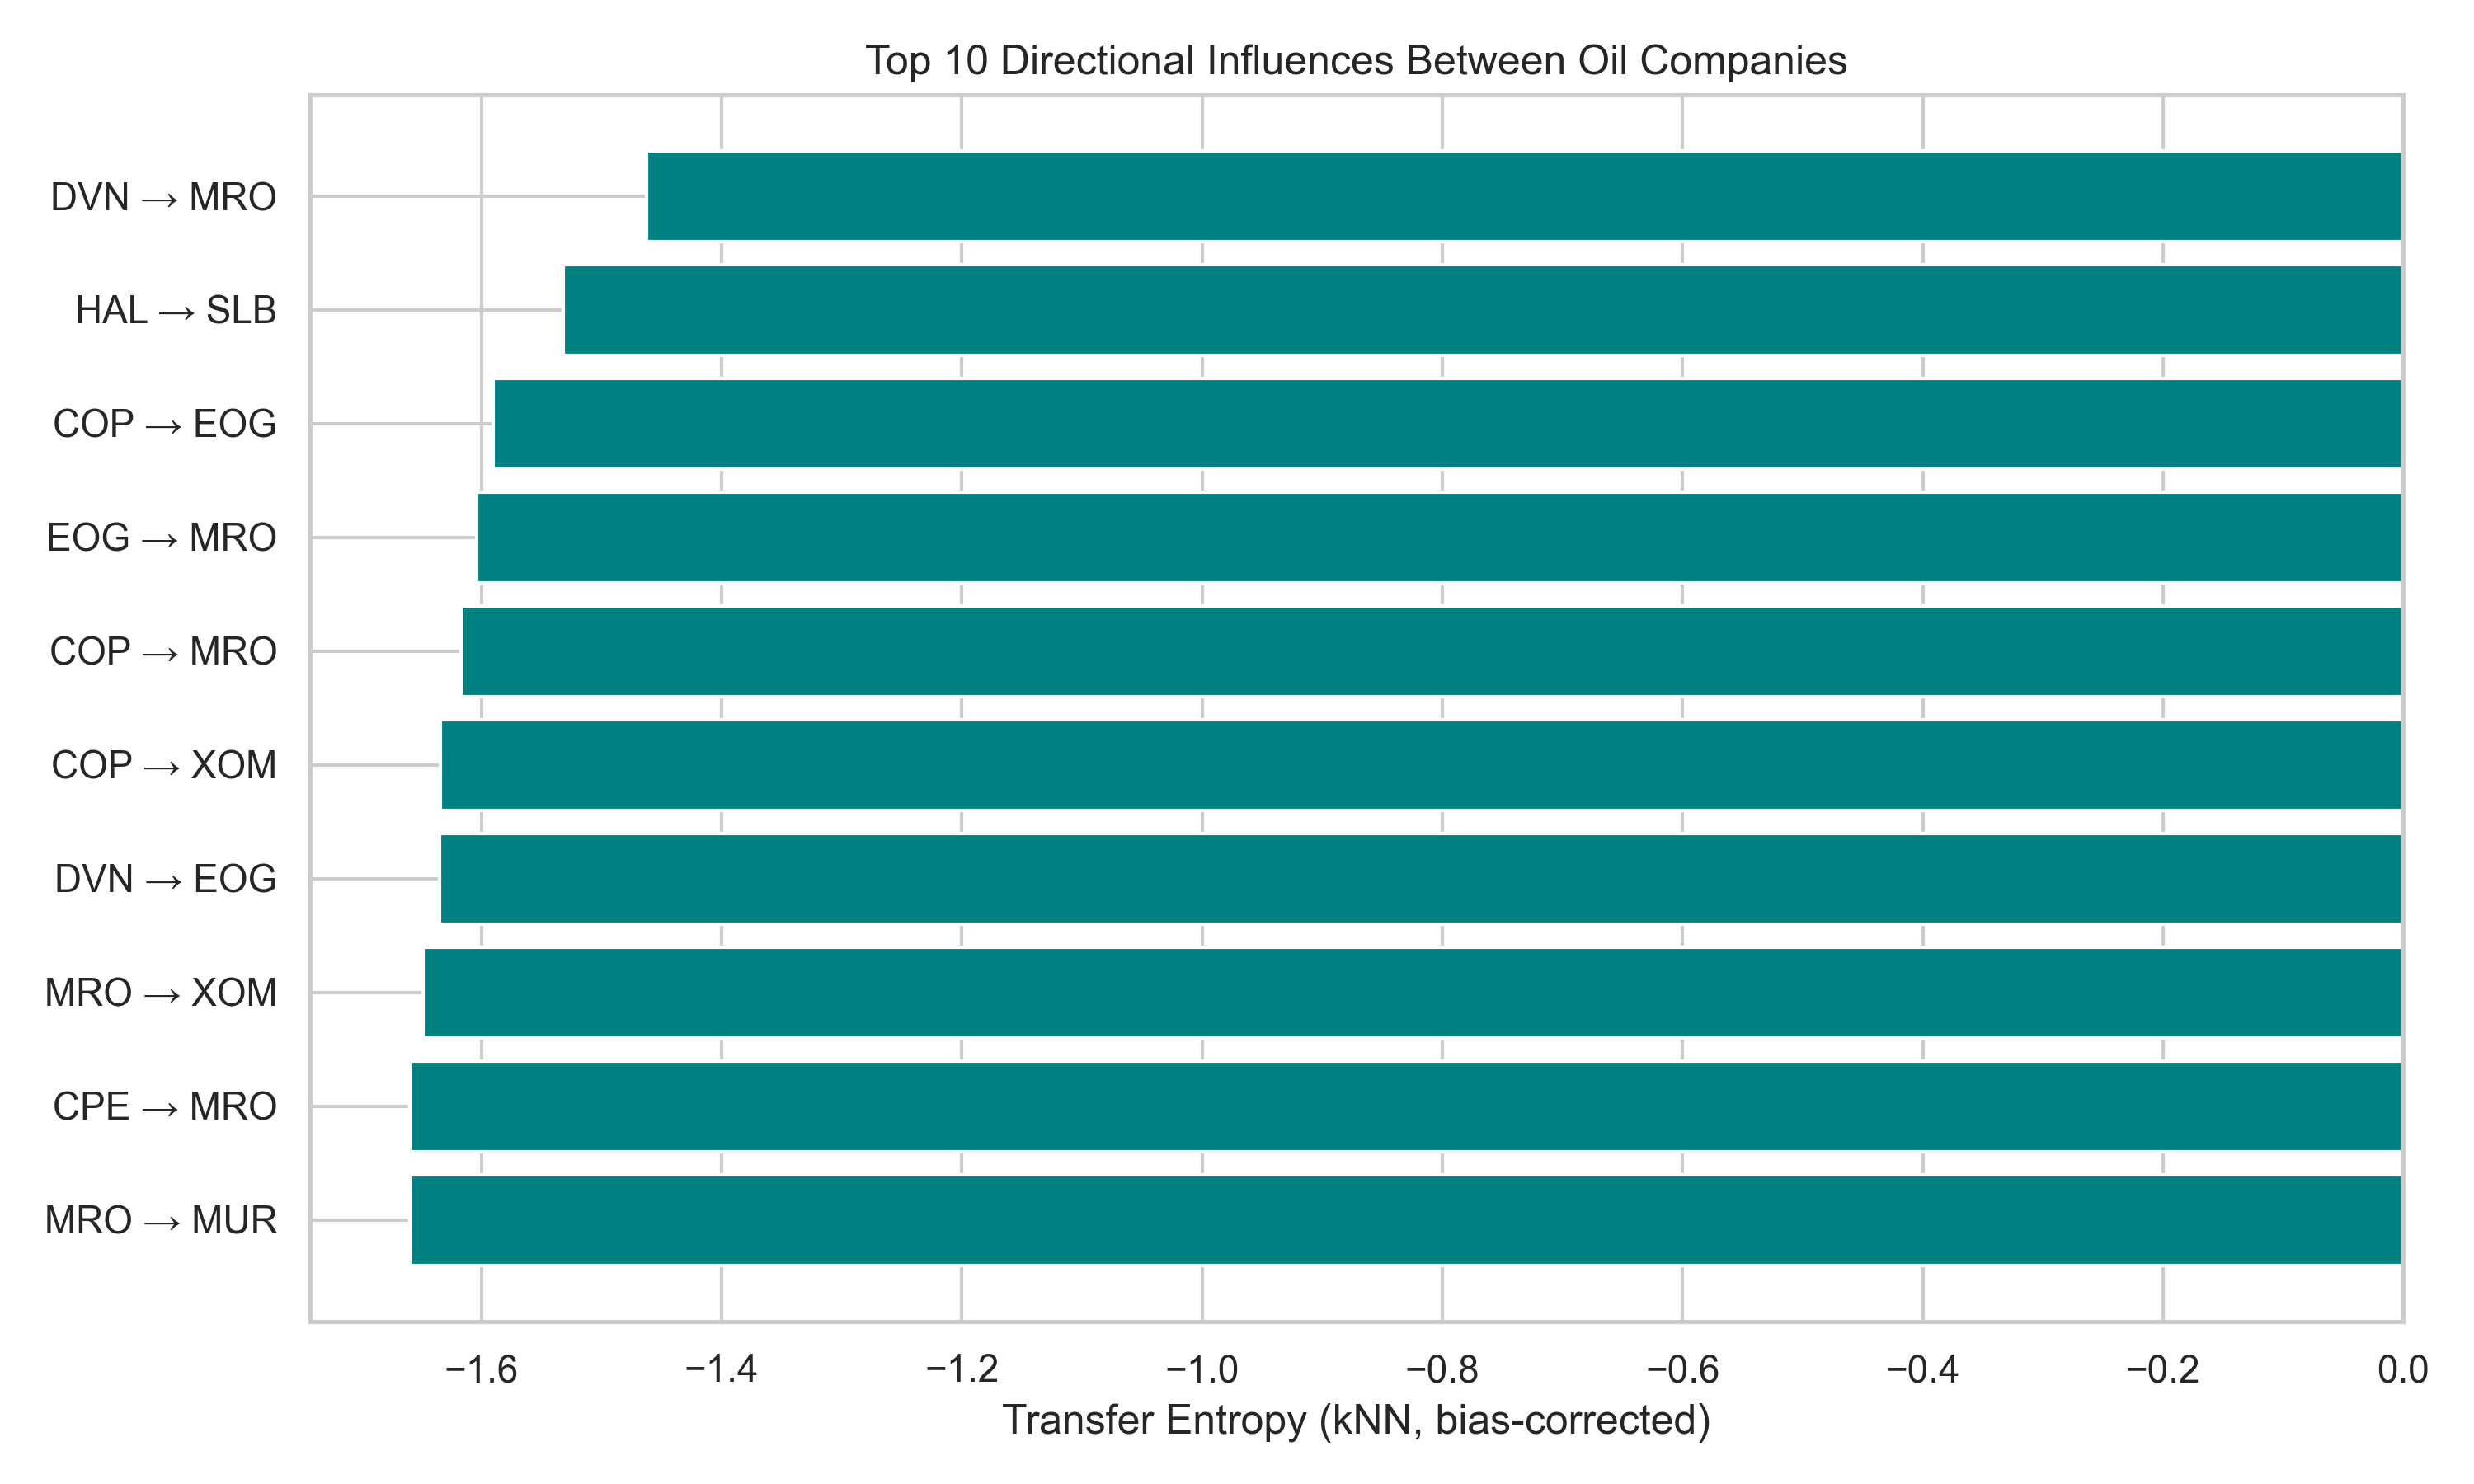 Top 10 Directional Influences Between Oil Companies
DVN → MRO
HAL → SLB
COP → EOG
EOG → MRO
COP → MRO
COP → XOM
DVN → EOG
MRO → XOM
CPE → MRO
MRO → MUR
−1.6 −1.4 −1.2 −1.0 −0.8 −0.6 −0.4 −0.2 0.0
Transfer Entropy (kNN, bias-corrected)